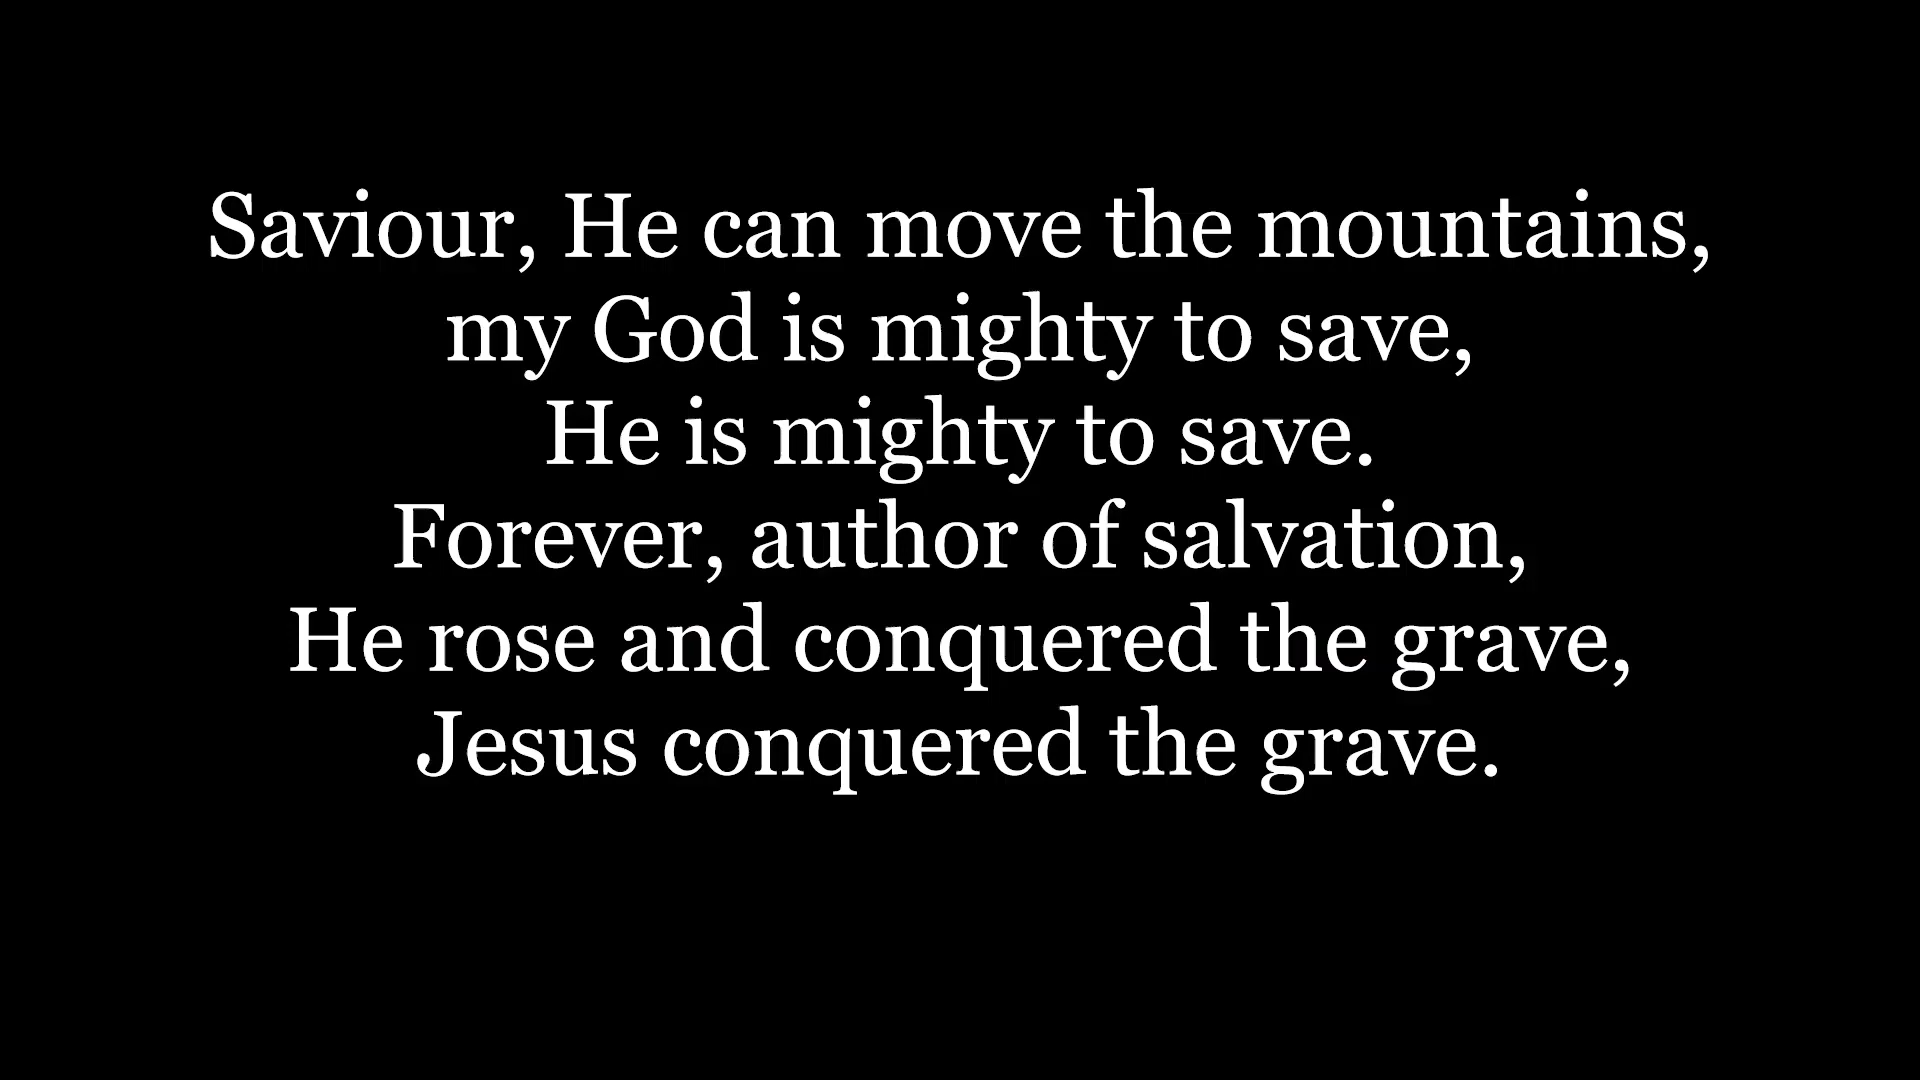 Saviour, He can move the mountains,
my God is mighty to save,
He is mighty to save.
Forever, author of salvation,
He rose and conquered the grave,
Jesus conquered the grave.